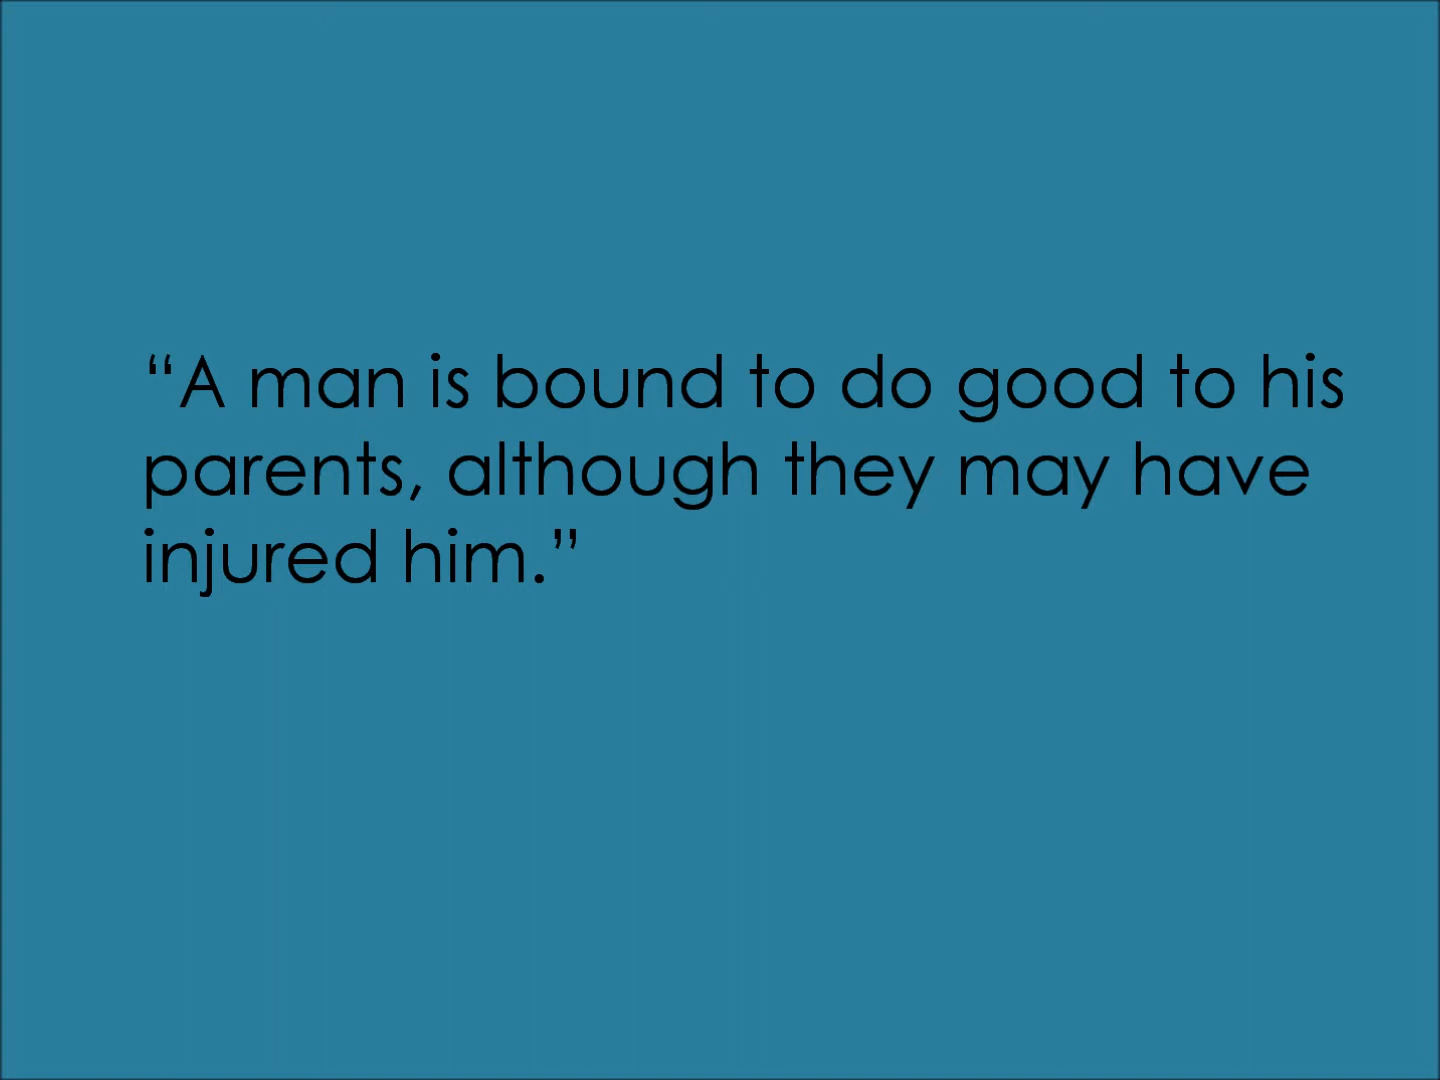 “A man is bound to do good to his
parents, although they may have
injured him.”